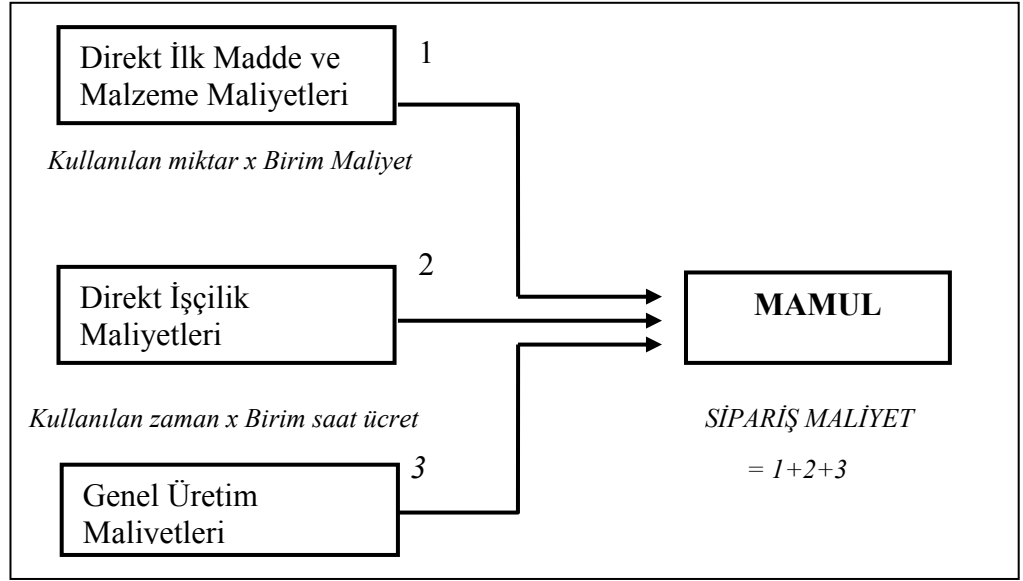 Direkt İlk Madde ve
Malzeme Maliyetleri
1
Kullanılan miktar x Birim Maliyet
Direkt İşçilik
Maliyetleri
2
MAMUL
Kullanılan zaman x Birim saat ücret
SİPARİŞ MALİYET
= 1+2+3
Genel Üretim
Maliyetleri
3